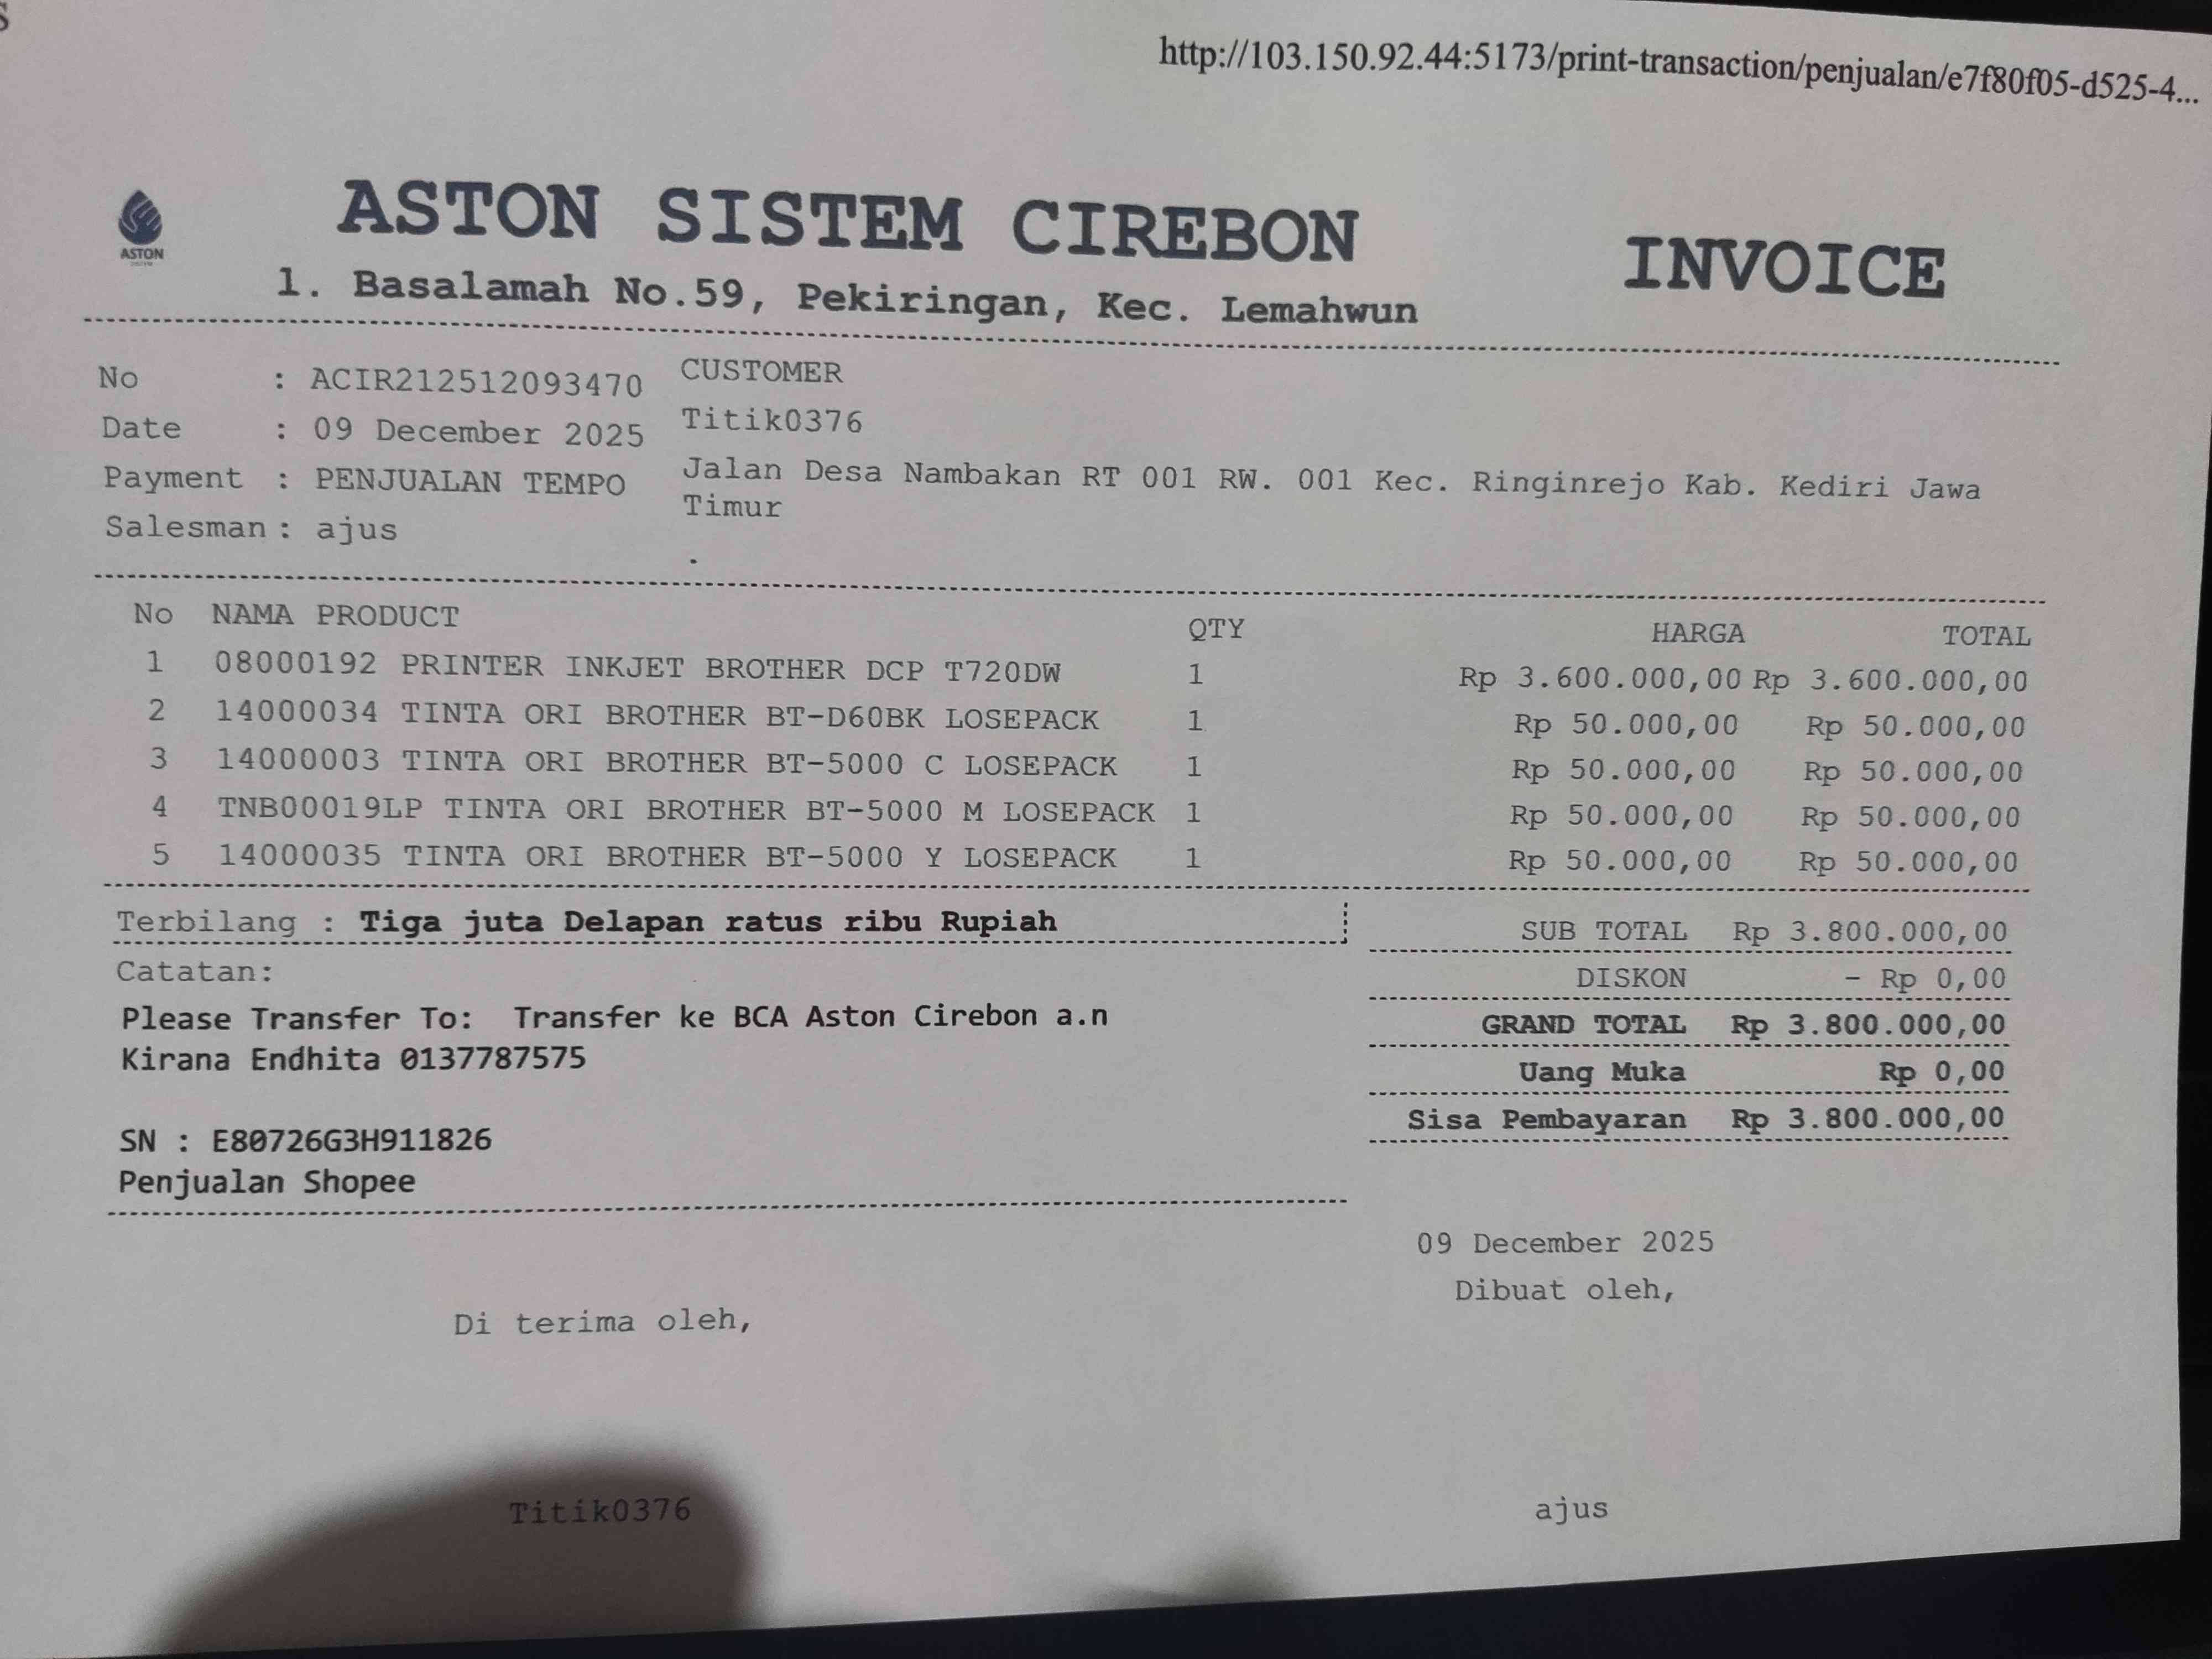 S
http://103.150.92.44:5173/print-transaction/penjualan/e7f80f05-d525-4...
ASTON
ASTON SISTEM CIREBON
INVOICE
l. Basalamah No.59, Pekiringan, Kec. Lemahwun
No : ACIR212512093470
Date : 09 December 2025
Payment : PENJUALAN TEMPO
Salesman : ajus
CUSTOMER
Titik0376
Jalan Desa Nambakan RT 001 RW. 001 Kec. Ringinrejo Kab. Kediri Jawa
Timur
.
No NAMA PRODUCT QTY HARGA TOTAL
1 08000192 PRINTER INKJET BROTHER DCP T720DW 1 Rp 3.600.000,00 Rp 3.600.000,00
2 14000034 TINTA ORI BROTHER BT-D60BK LOSEPACK 1 Rp 50.000,00 Rp 50.000,00
3 14000003 TINTA ORI BROTHER BT-5000 C LOSEPACK 1 Rp 50.000,00 Rp 50.000,00
4 TNB00019LP TINTA ORI BROTHER BT-5000 M LOSEPACK 1 Rp 50.000,00 Rp 50.000,00
5 14000035 TINTA ORI BROTHER BT-5000 Y LOSEPACK 1 Rp 50.000,00 Rp 50.000,00
Terbilang : Tiga juta Delapan ratus ribu Rupiah
Catatan:
Please Transfer To: Transfer ke BCA Aston Cirebon a.n
Kirana Endhita 0137787575
SN : E80726G3H911826
Penjualan Shopee
SUB TOTAL Rp 3.800.000,00
DISKON - Rp 0,00
GRAND TOTAL Rp 3.800.000,00
Uang Muka Rp 0,00
Sisa Pembayaran Rp 3.800.000,00
09 December 2025
Dibuat oleh,
Di terima oleh,
Titik0376
ajus